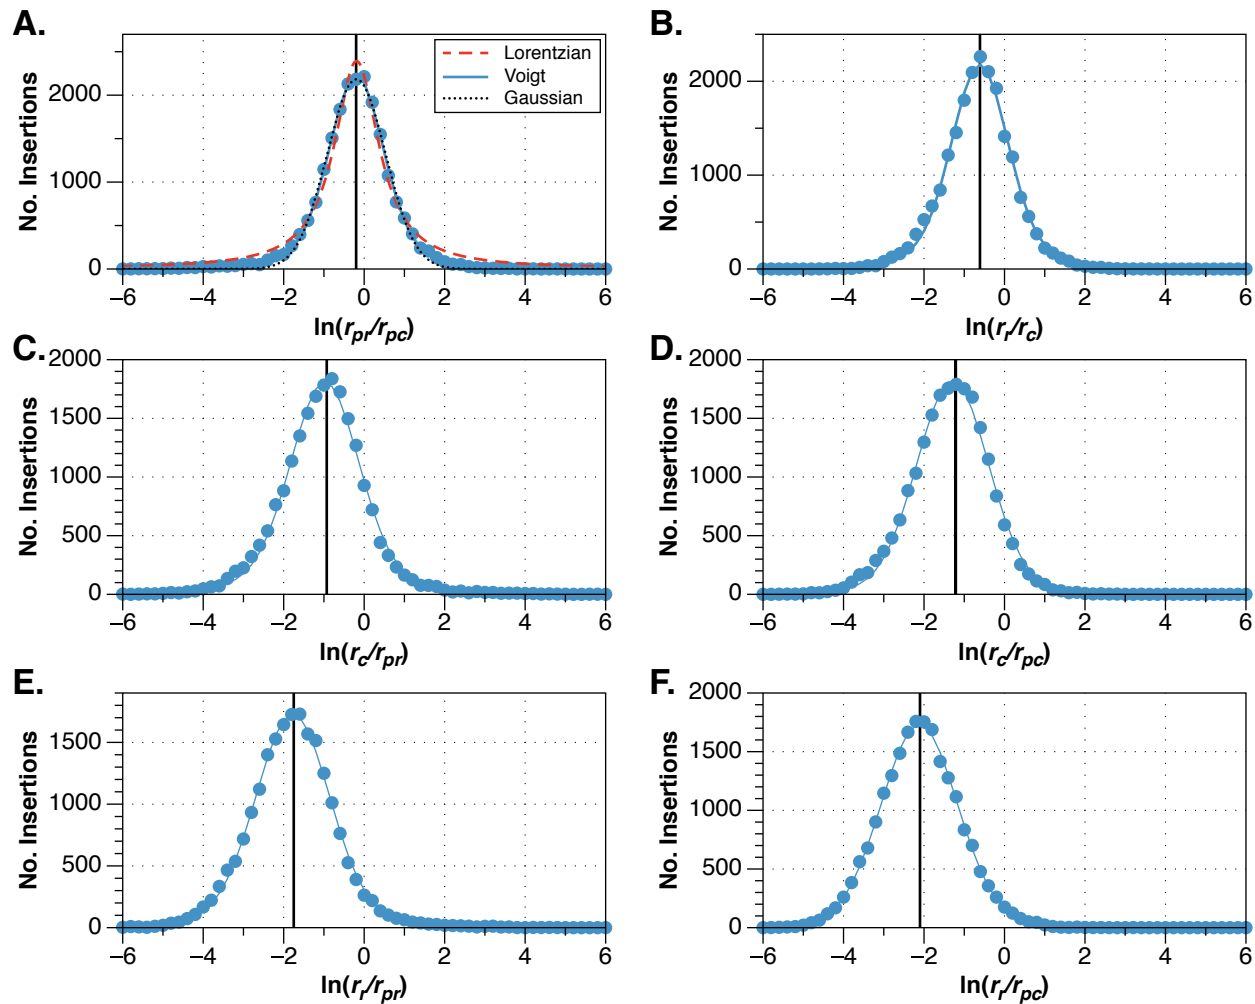 A.
No. Insertions
2000
1000
0
Lorentzian
Voigt
Gaussian
–6 –4 –2 0 2 4 6
ln(rpr/rpc)
B.
No. Insertions
2000
1000
0
–6 –4 –2 0 2 4 6
ln(rr/rc)
C.
No. Insertions
2000
1500
1000
500
0
–6 –4 –2 0 2 4 6
ln(rc/rpr)
D.
No. Insertions
2000
1500
1000
500
0
–6 –4 –2 0 2 4 6
ln(rc/rpc)
E.
No. Insertions
1500
1000
500
0
–6 –4 –2 0 2 4 6
ln(rr/rpr)
F.
No. Insertions
2000
1500
1000
500
0
–6 –4 –2 0 2 4 6
ln(rr/rpc)